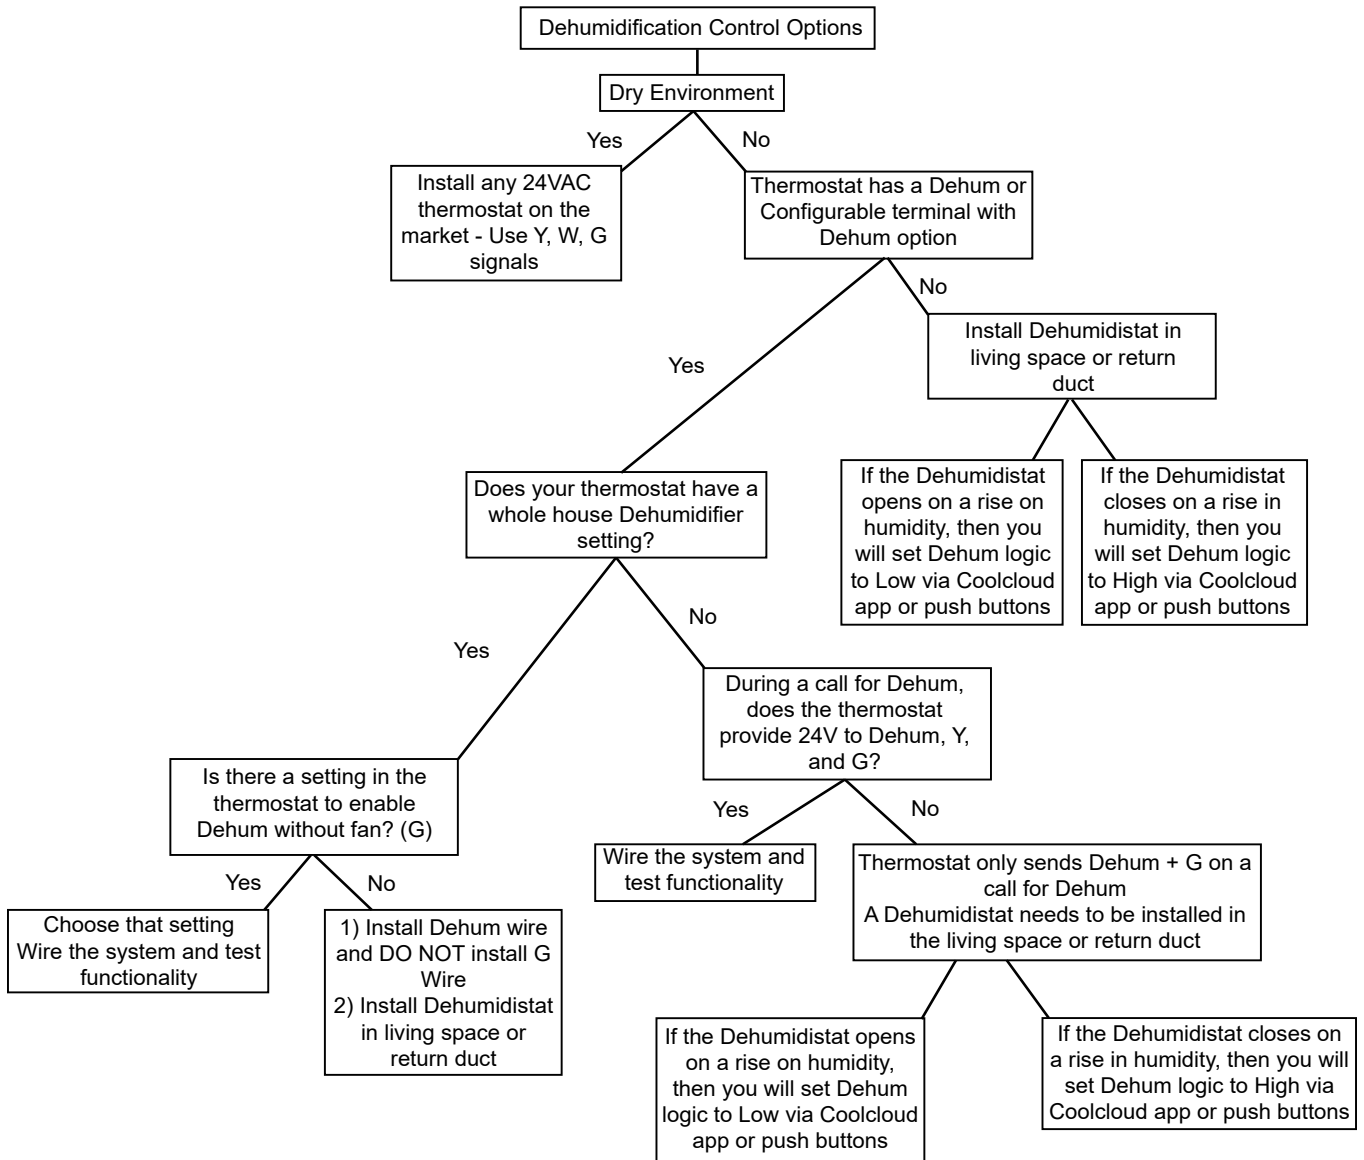 Dehumidification Control Options
Dry Environment
Yes
No
Install any 24VAC
thermostat on the
market - Use Y, W, G
signals
Thermostat has a Dehum or
Configurable terminal with
Dehum option
No
Yes
Install Dehumidistat in
living space or return
duct
Does your thermostat have a
whole house Dehumidifier
setting?
If the Dehumidistat
opens on a rise on
humidity, then you
will set Dehum logic
to Low via Coolcloud
app or push buttons
If the Dehumidistat
closes on a rise in
humidity, then you
will set Dehum logic
to High via Coolcloud
app or push buttons
Yes
No
During a call for Dehum,
does the thermostat
provide 24V to Dehum, Y,
and G?
Is there a setting in the
thermostat to enable
Dehum without fan? (G)
Yes
No
Wire the system and
test functionality
Thermostat only sends Dehum + G on a
call for Dehum
A Dehumidistat needs to be installed in
the living space or return duct
Yes
No
Choose that setting
Wire the system and test
functionality
1) Install Dehum wire
and DO NOT install G
Wire
2) Install Dehumidistat
in living space or
return duct
If the Dehumidistat opens
on a rise on humidity,
then you will set Dehum
logic to Low via Coolcloud
app or push buttons
If the Dehumidistat closes on
a rise in humidity, then you will
set Dehum logic to High via
Coolcloud app or push buttons